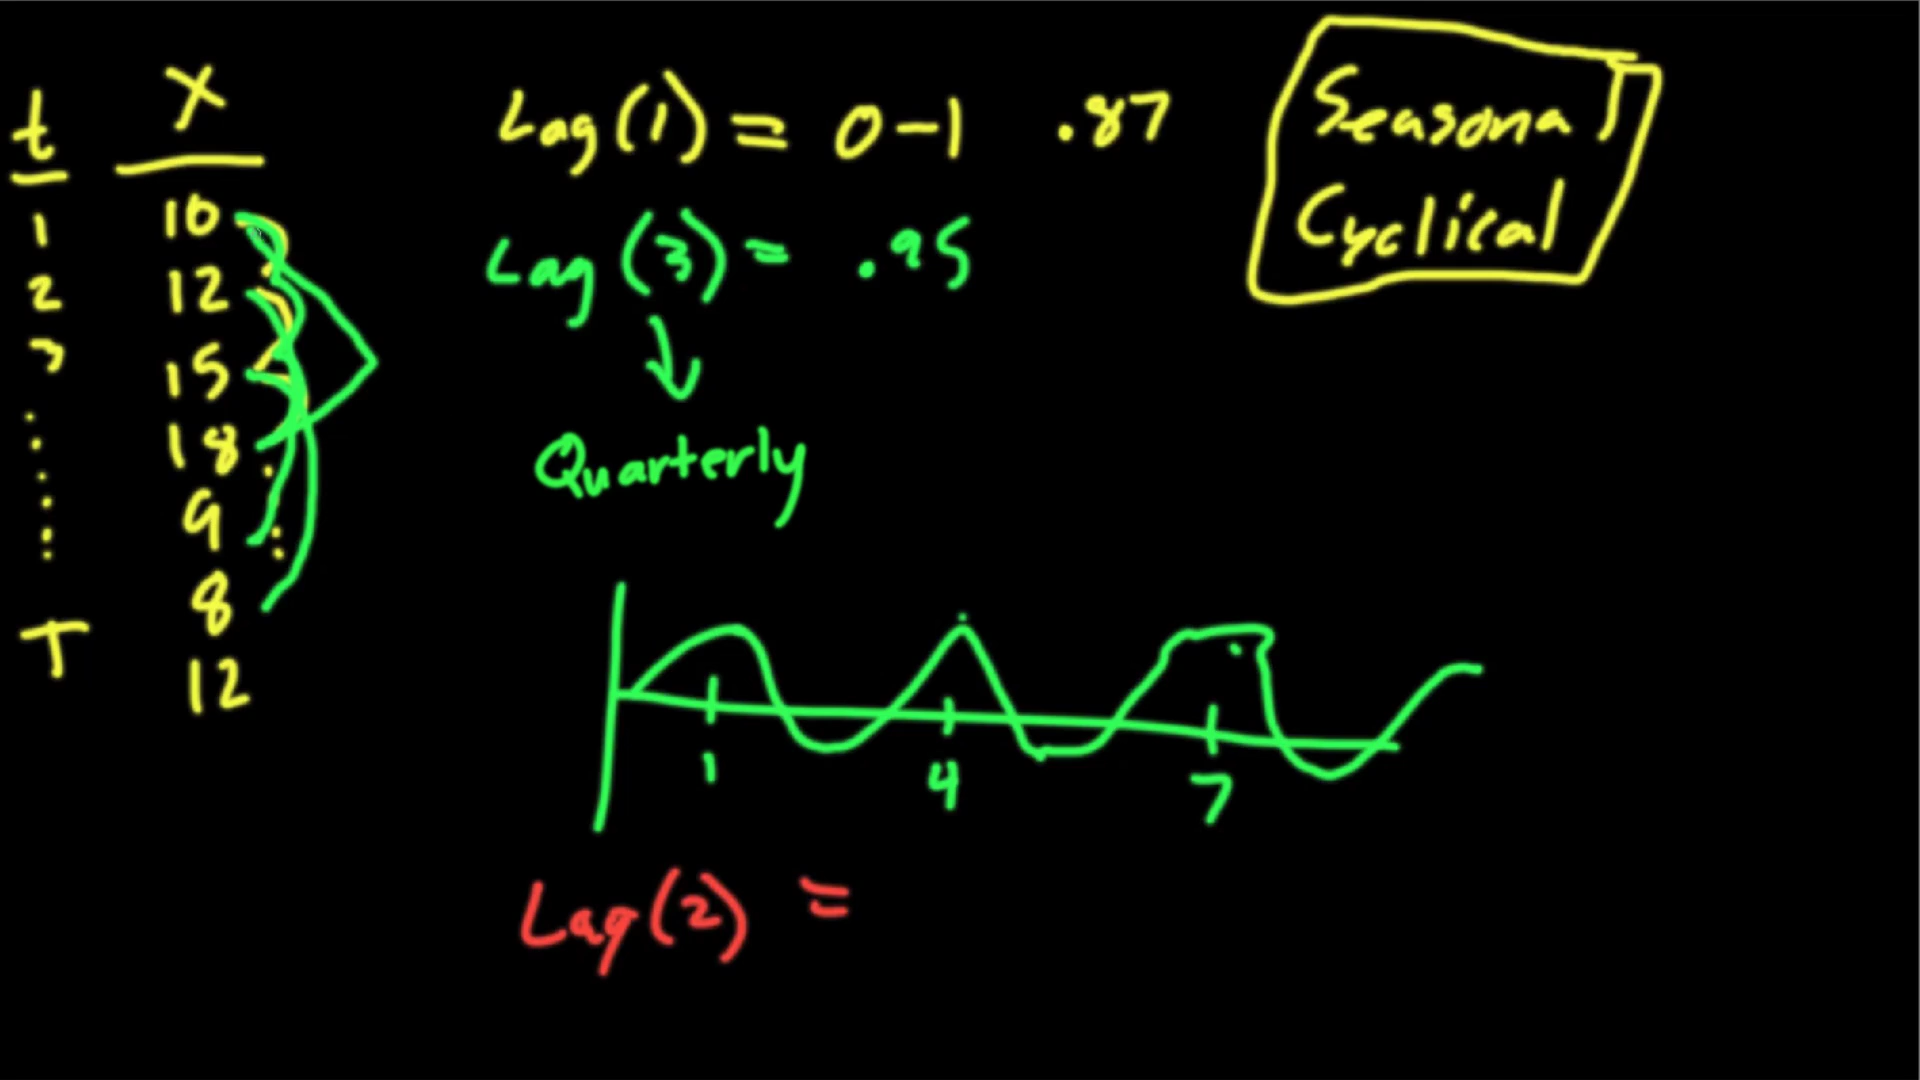 t X
1 10
2 12
3 15
18
9
8
T 12
Lag(1) = 0-1 .87
Lag(3) = .95
Quarterly
1 4 7
Lag(2) =
Seasonal
Cyclical